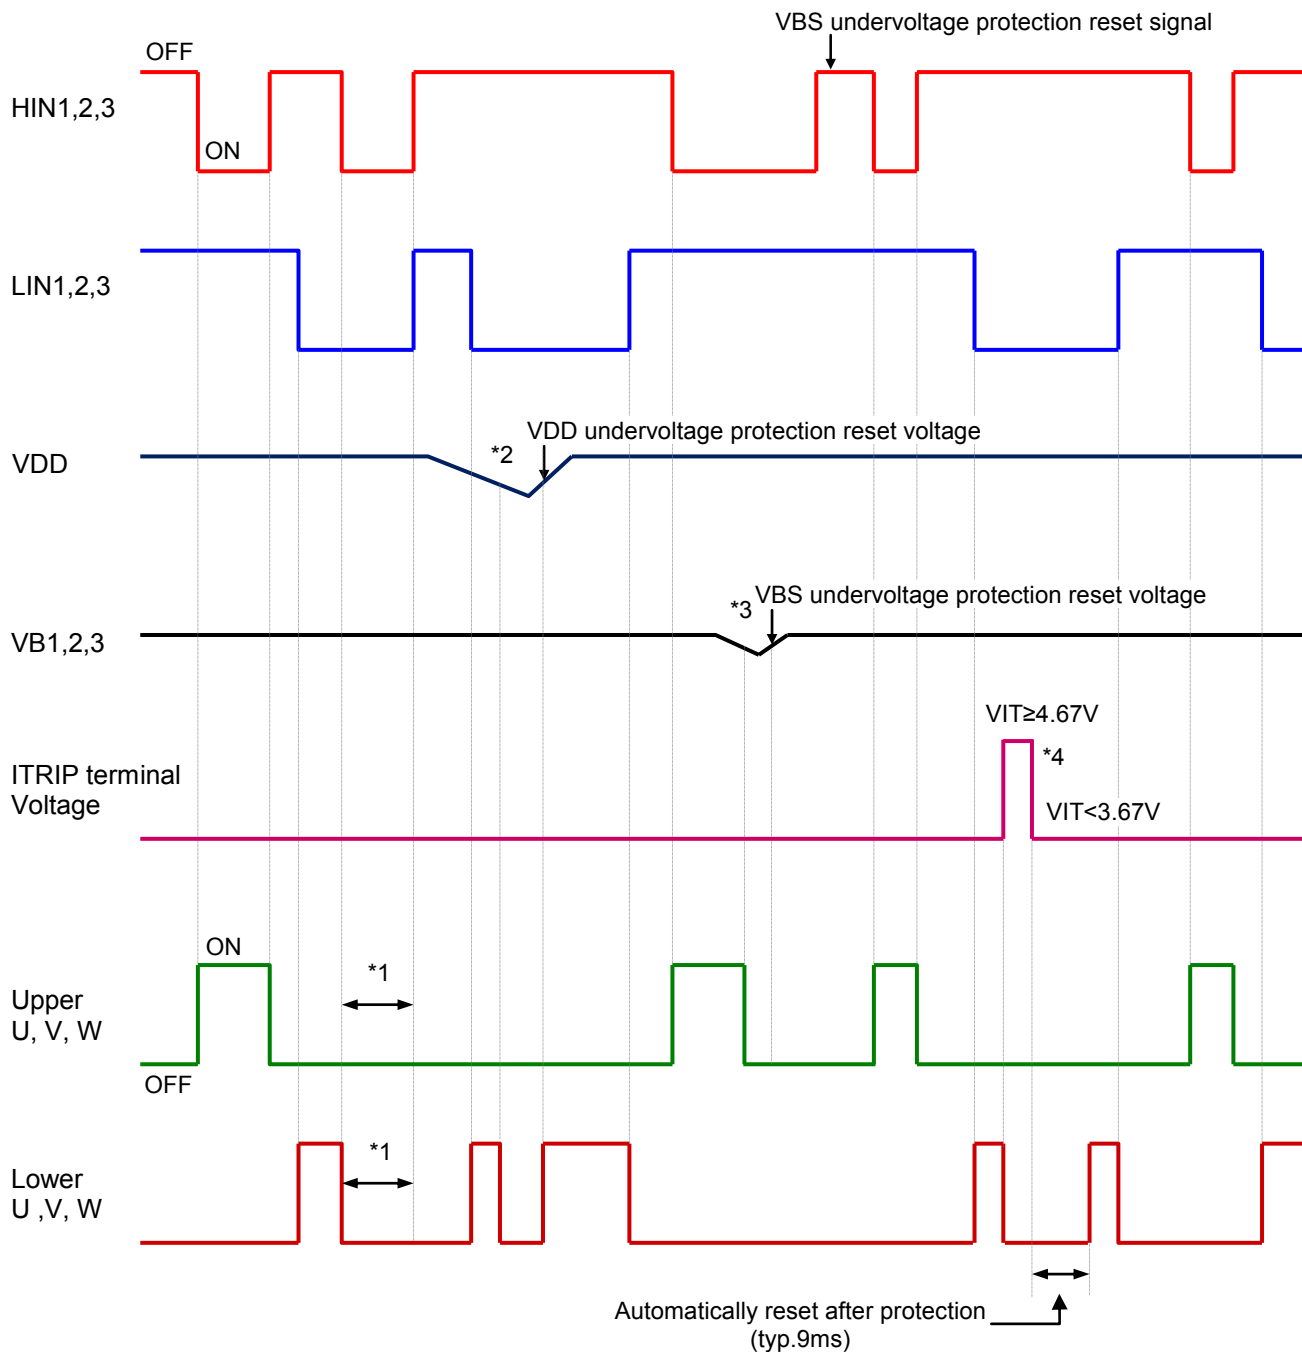 VBS undervoltage protection reset signal
OFF
HIN1,2,3
ON
LIN1,2,3
VDD undervoltage protection reset voltage
*2
VDD
VBS undervoltage protection reset voltage
*3
VB1,2,3
VIT≥4.67V
*4
ITRIP terminal
Voltage
VIT<3.67V
ON
*1
Upper
U, V, W
OFF
*1
Lower
U ,V, W
Automatically reset after protection
(typ.9ms)